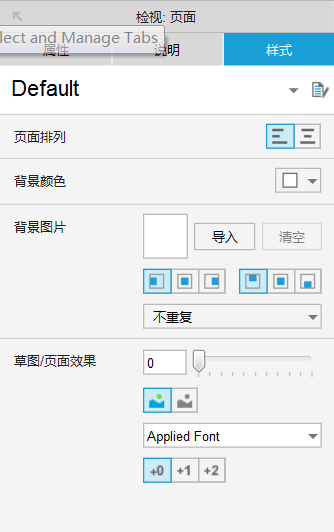 检视: 页面
lect and Manage Tabs
属性 说明 样式
Default
页面排列
背景颜色
背景图片 导入 清空
不重复
草图/页面效果 0
Applied Font
+0 +1 +2